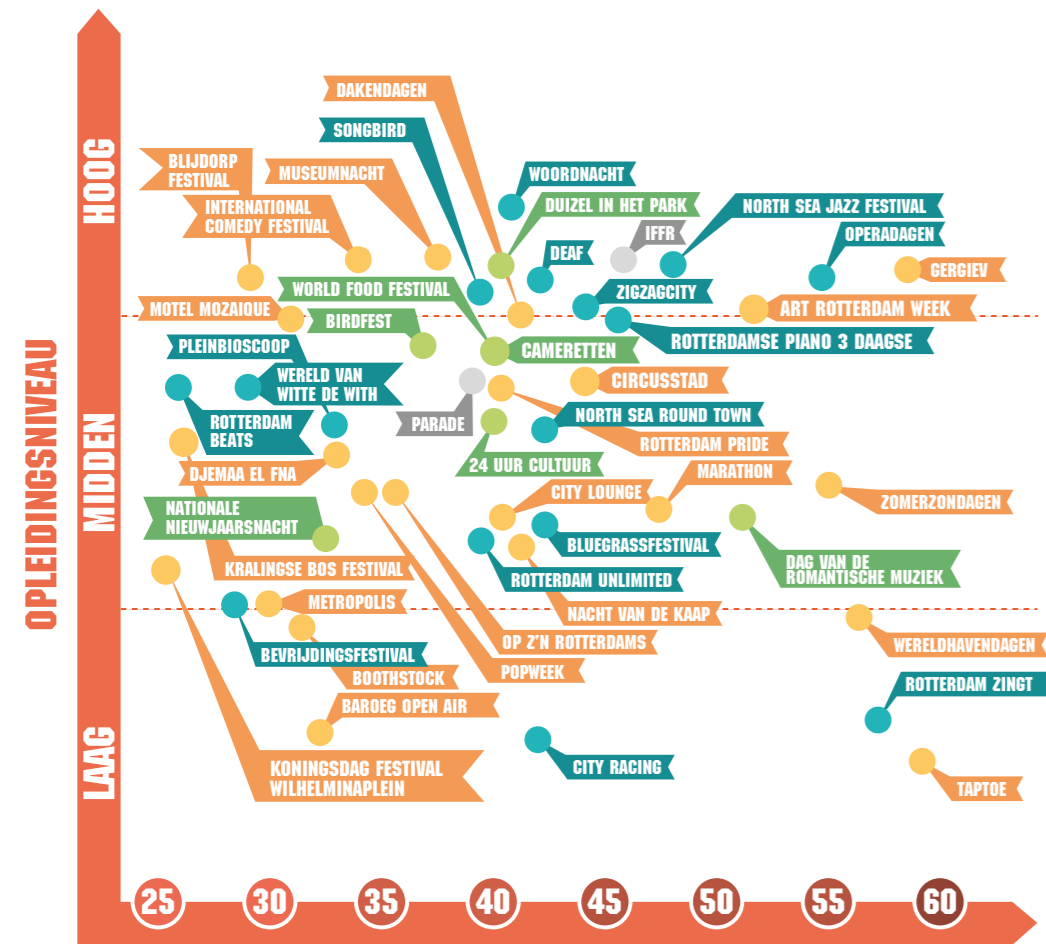 DAKENDAGEN
SONGBIRD
BLIJDORP
FESTIVAL
MUSEUMNACHT
WOORDNACHT
INTERNATIONAL
COMEDY FESTIVAL
DUIZEL IN HET PARK
NORTH SEA JAZZ FESTIVAL
IFFR
OPERADAGEN
DEAF
GERGIEV
WORLD FOOD FESTIVAL
ZIGZAGCITY
MOTEL MOZAIQUE
ART ROTTERDAM WEEK
BIRDFEST
PLEINBIOSCOOP
CAMERETTEN
ROTTERDAMSE PIANO 3 DAAGSE
WERELD VAN
WITTE DE WITH
CIRCUSSTAD
ROTTERDAM
BEATS
PARADE
NORTH SEA ROUND TOWN
ROTTERDAM PRIDE
DJEMAA EL FNA
24 UUR CULTUUR
MARATHON
CITY LOUNGE
ZOMERZONDAGEN
NATIONALE
NIEUWJAARSNACHT
BLUEGRASSFESTIVAL
KRALINGSE BOS FESTIVAL
ROTTERDAM UNLIMITED
DAG VAN DE
ROMANTISCHE MUZIEK
METROPOLIS
NACHT VAN DE KAAP
OP Z'N ROTTERDAMS
WERELDHAVENDAGEN
BEVRIJDINGSFESTIVAL
BOOTHSTOCK
POPWEEK
ROTTERDAM ZINGT
BAROEG OPEN AIR
KONINGSDAG FESTIVAL
WILHELMINAPLEIN
CITY RACING
TAPTOE
OPLEIDINGSNIVEAU
HOOG
MIDDEN
LAAG
25 30 35 40 45 50 55 60